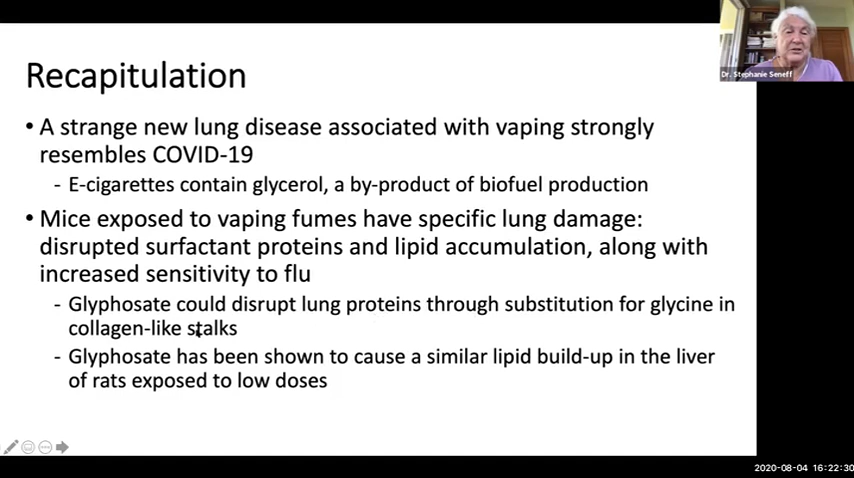 Dr. Stephanie Seneff
Recapitulation
• A strange new lung disease associated with vaping strongly
resembles COVID-19
- E-cigarettes contain glycerol, a by-product of biofuel production
• Mice exposed to vaping fumes have specific lung damage:
disrupted surfactant proteins and lipid accumulation, along with
increased sensitivity to flu
- Glyphosate could disrupt lung proteins through substitution for glycine in
collagen-like stalks
- Glyphosate has been shown to cause a similar lipid build-up in the liver
of rats exposed to low doses
2020-08-04 16:22:30